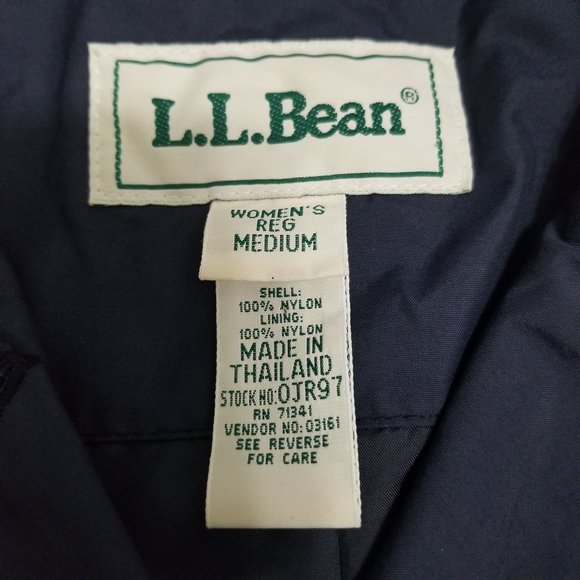 L.L.Bean®
WOMEN'S
REG
MEDIUM
SHELL:
100% NYLON
LINING:
100% NYLON
MADE IN
THAILAND
STOCK NO: OJR97
RN 71341
VENDOR NO: 03161
SEE REVERSE
FOR CARE